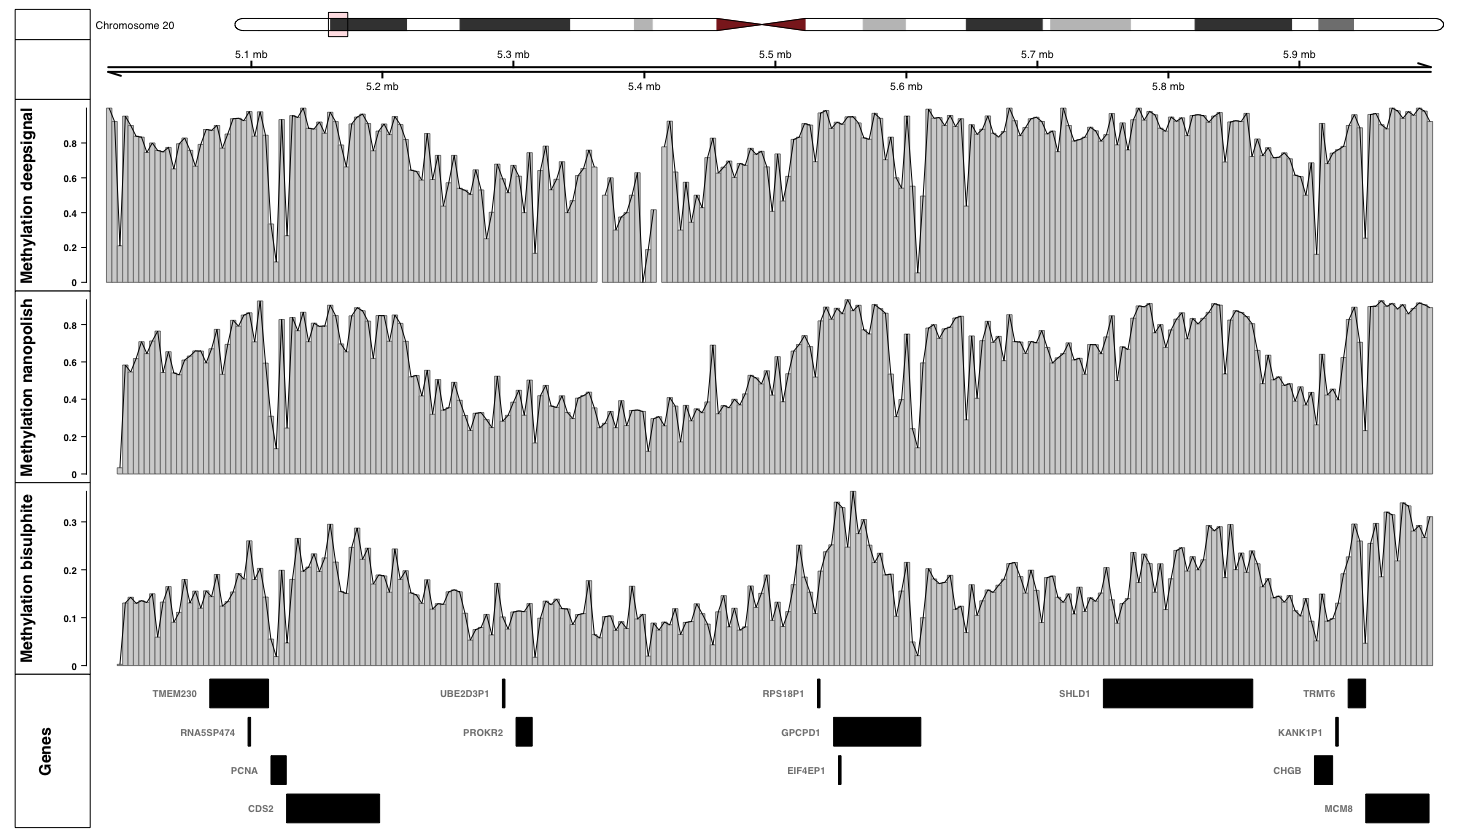 Chromosome 20
5.1 mb 5.3 mb 5.5 mb 5.7 mb 5.9 mb
5.2 mb 5.4 mb 5.6 mb 5.8 mb
Methylation deepsignal
0.8
0.6
0.4
0.2
0
Methylation nanopolish
0.8
0.6
0.4
0.2
0
Methylation bisulphite
0.3
0.2
0.1
0
Genes
TMEM230 UBE2D3P1 RPS18P1 SHLD1 TRMT6
RNA5SP474 PROKR2 GPCPD1 KANK1P1
PCNA EIF4EP1 CHGB
CDS2 MCM8